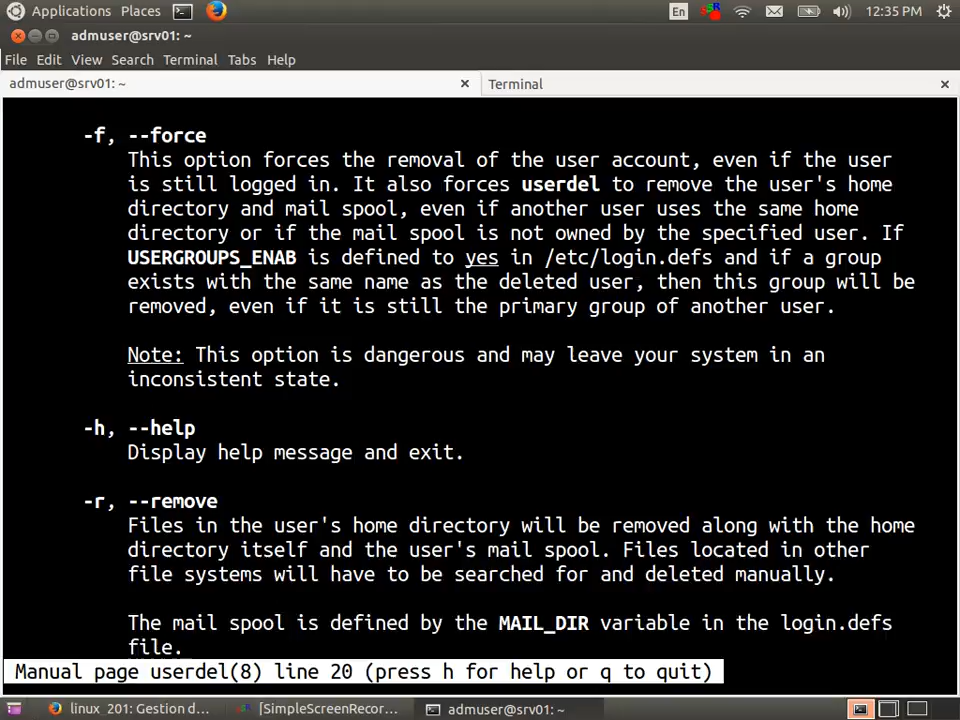 Applications Places En 12:35 PM
admuser@srv01: ~
File Edit View Search Terminal Tabs Help
admuser@srv01: ~ × Terminal ×
-f, --force
This option forces the removal of the user account, even if the user
is still logged in. It also forces userdel to remove the user's home
directory and mail spool, even if another user uses the same home
directory or if the mail spool is not owned by the specified user. If
USERGROUPS_ENAB is defined to yes in /etc/login.defs and if a group
exists with the same name as the deleted user, then this group will be
removed, even if it is still the primary group of another user.
Note: This option is dangerous and may leave your system in an
inconsistent state.
-h, --help
Display help message and exit.
-r, --remove
Files in the user's home directory will be removed along with the home
directory itself and the user's mail spool. Files located in other
file systems will have to be searched for and deleted manually.
The mail spool is defined by the MAIL_DIR variable in the login.defs
file.
Manual page userdel(8) line 20 (press h for help or q to quit)
linux_201: Gestion d... [SimpleScreenRecor... admuser@srv01: ~